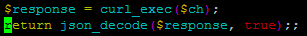 $response = curl_exec($ch);
return json_decode($response, true);;